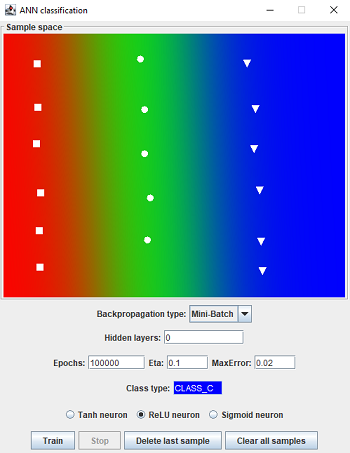 ANN classification
Sample space
Backpropagation type: Mini-Batch
Hidden layers: 0
Epochs: 100000 Eta: 0.1 MaxError: 0.02
Class type: CLASS_C
Tanh neuron ReLU neuron Sigmoid neuron
Train Stop Delete last sample Clear all samples